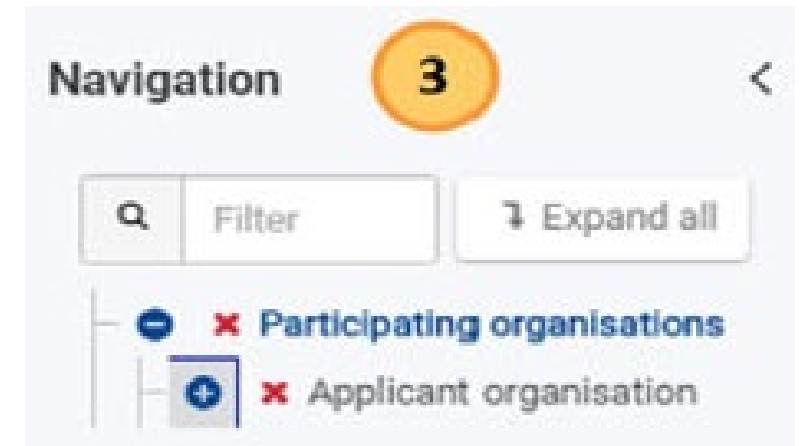 Navigation 3 <
Filter Expand all
Participating organisations
Applicant organisation